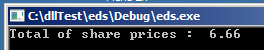 C:\dllTest\eds\Debug\eds.exe
Total of share prices :  6.66